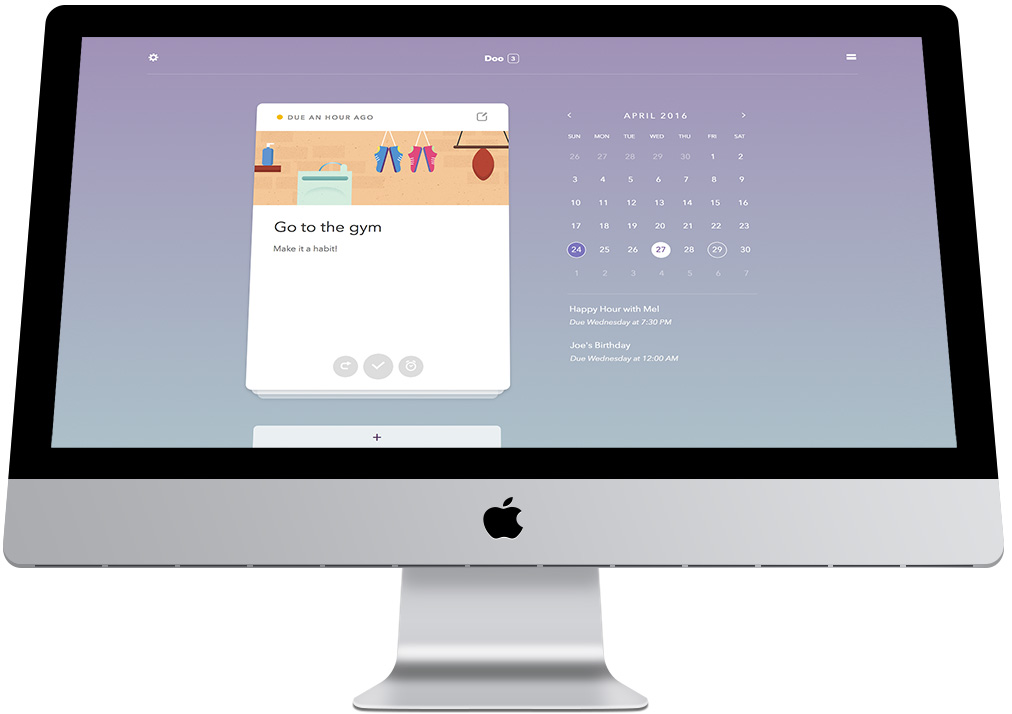 Doo 3
DUE AN HOUR AGO
Go to the gym
Make it a habit!
+
APRIL 2016
SUN MON TUE WED THU FRI SAT
26 27 28 29 30 1 2
3 4 5 6 7 8 9
10 11 12 13 14 15 16
17 18 19 20 21 22 23
24 25 26 27 28 29 30
1 2 3 4 5 6 7
Happy Hour with Mel
Due Wednesday at 7:30 PM
Joe's Birthday
Due Wednesday at 12:00 AM